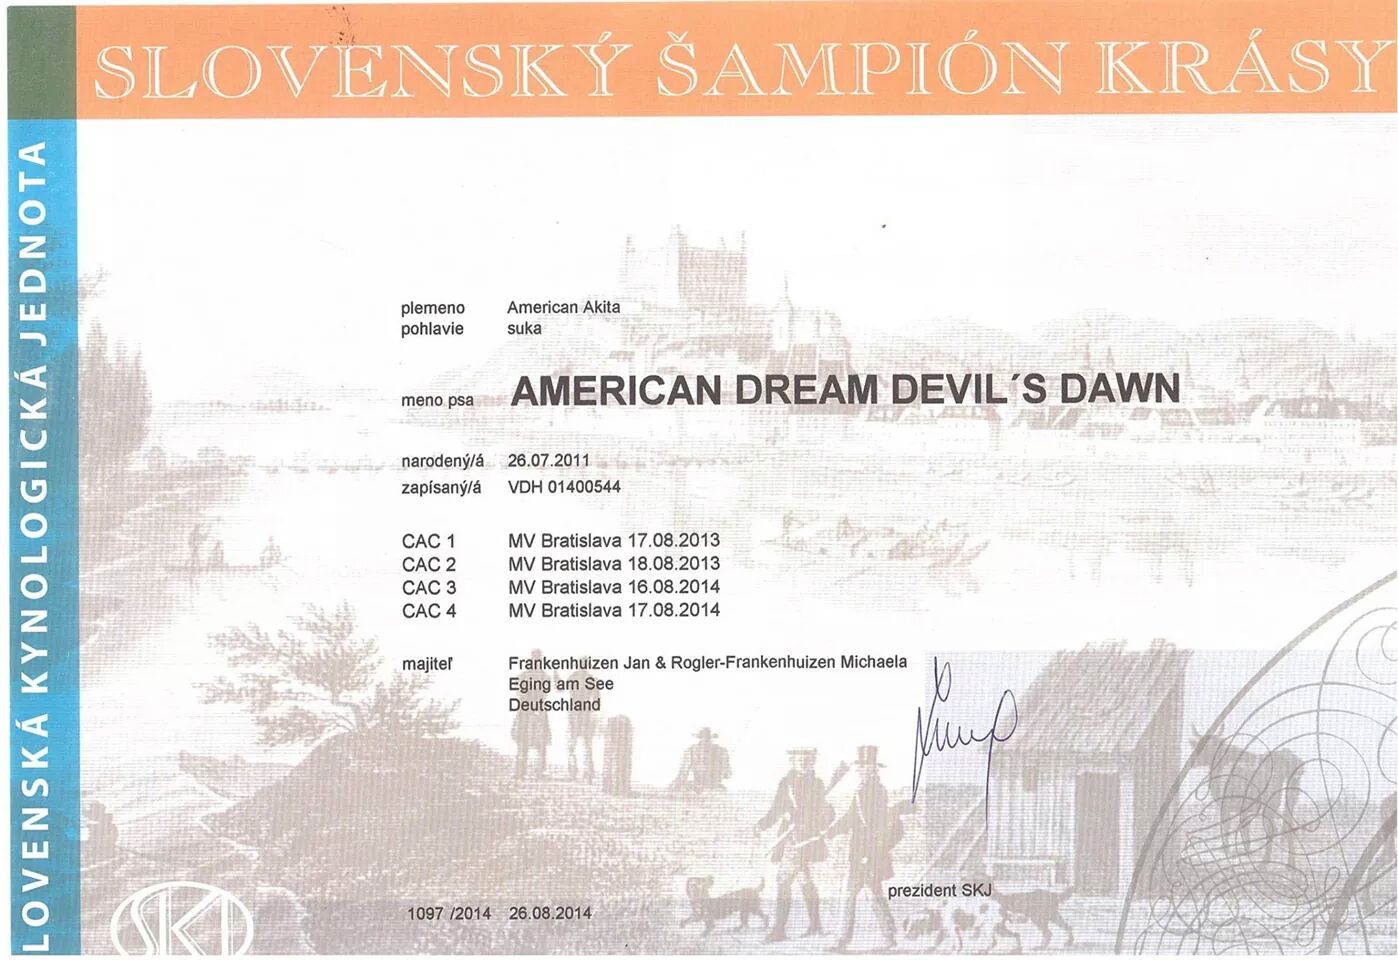 SLOVENSKÝ ŠAMPIÓN KRÁSY
LOVENSKÁ KYNOLOGICKÁ JEDNOTA
plemeno American Akita
pohlavie suka
meno psa AMERICAN DREAM DEVIL´S DAWN
narodený/á 26.07.2011
zapísaný/á VDH 01400544
CAC 1 MV Bratislava 17.08.2013
CAC 2 MV Bratislava 18.08.2013
CAC 3 MV Bratislava 16.08.2014
CAC 4 MV Bratislava 17.08.2014
majiteľ Frankenhuizen Jan & Rogler-Frankenhuizen Michaela
Eging am See
Deutschland
prezident SKJ
1097 /2014 26.08.2014
SKJ